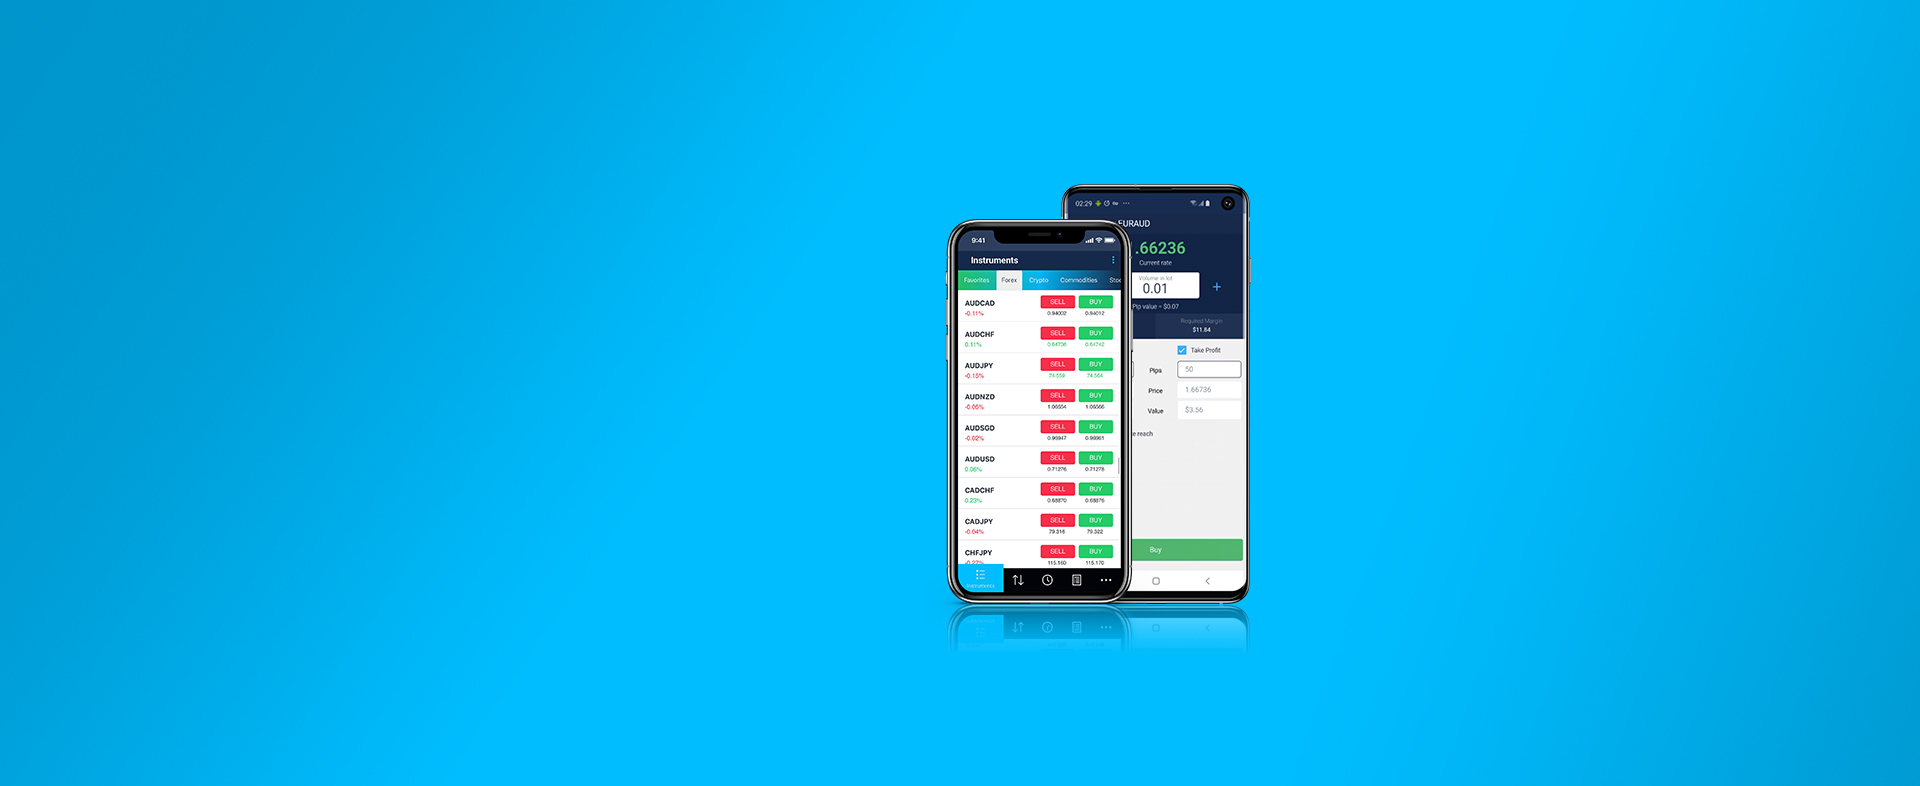 9:41
Instruments
Favorites Forex Crypto Commodities Stoc
AUDCAD SELL BUY
-0.11% 0.94002 0.94012
AUDCHF SELL BUY
0.11% 0.64736 0.64742
AUDJPY SELL BUY
-0.15% 74.559 74.564
AUDNZD SELL BUY
-0.06% 1.06554 1.06566
AUDSGD SELL BUY
-0.02% 0.96947 0.96961
AUDUSD SELL BUY
0.06% 0.71276 0.71278
CADCHF SELL BUY
0.23% 0.68870 0.68876
CADJPY SELL BUY
-0.04% 79.316 79.322
CHFJPY SELL BUY
-0.27% 115.160 115.170
Instruments
02:29
EURAUD
.66236
Current rate
Volume in lot
0.01
Pip value = $0.07
Required Margin
$11.84
Take Profit
Pips 50
Price 1.66736
Value $3.56
e reach
Buy